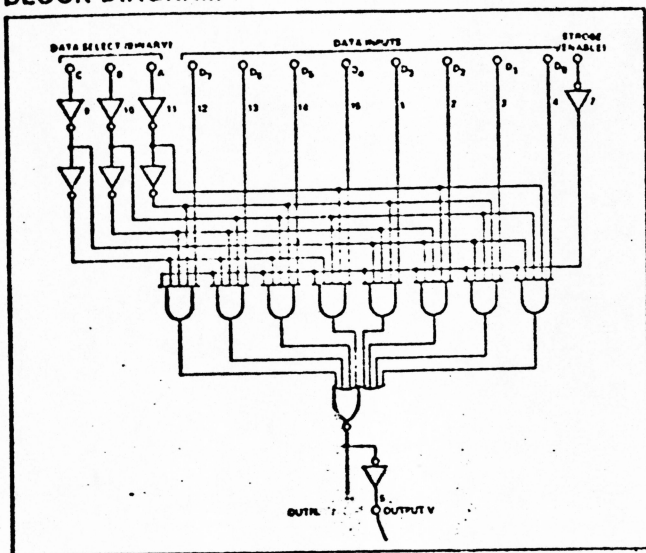 BLOCK DIAGRAM
DATA SELECT (BINARY)
DATA INPUTS
STROBE
(ENABLE)
C B A D7 D6 D5 D4 D3 D2 D1 D0
9 10 11 12 13 14 15 1 2 3 4 7
5
OUTPUT Y